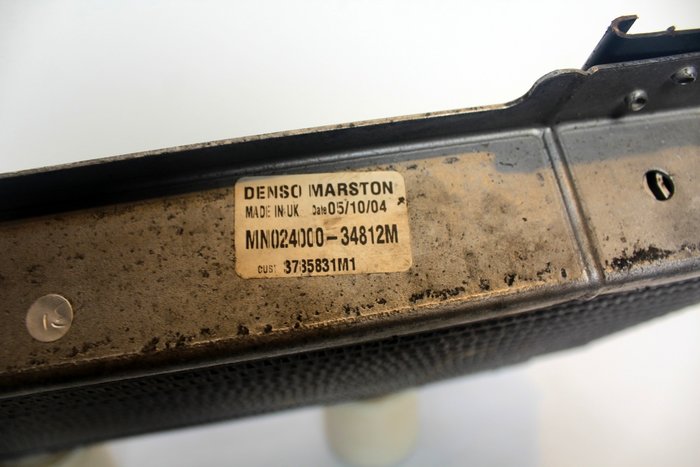 DENSO MARSTON
MADE IN UK Date 05/10/04
MN024000-34812M
CUST 3785831M1